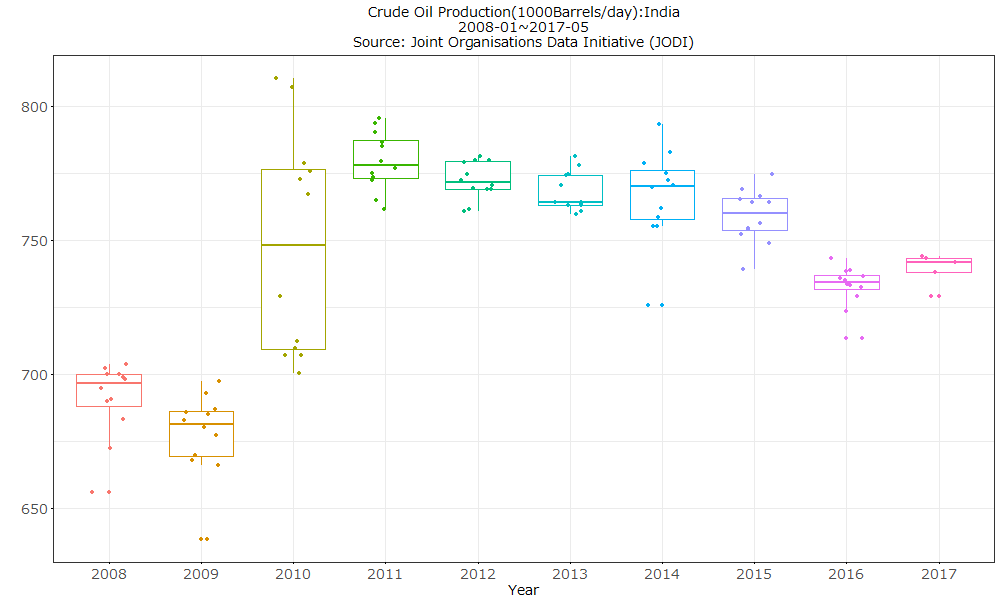 Crude Oil Production(1000Barrels/day):India
2008-01~2017-05
Source: Joint Organisations Data Initiative (JODI)
800
750
700
650
2008 2009 2010 2011 2012 2013 2014 2015 2016 2017
Year